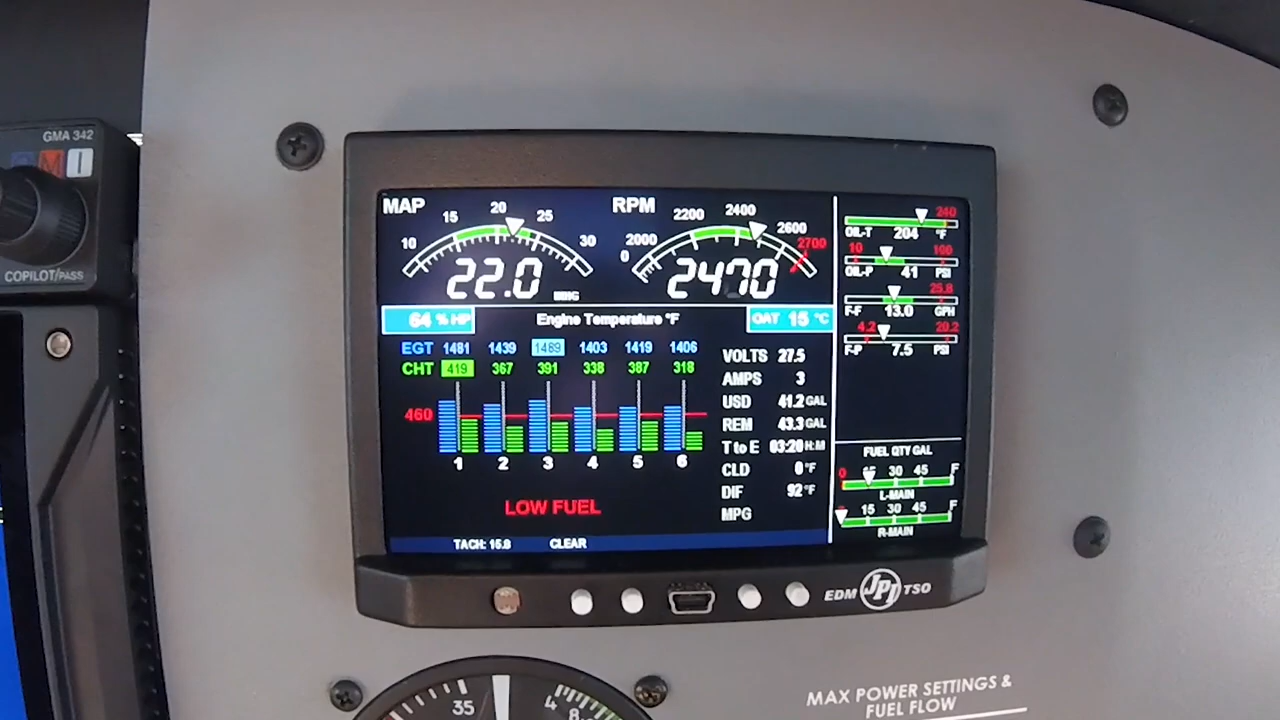 GMA 342
COPILOT/PASS
MAP
10 15 20 25 30
22.0
RPM
0 2000 2200 2400 2600 2700
2470
64 % HP
Engine Temperature °F
OAT 15 °C
EGT 1481 1439 1469 1403 1419 1406
CHT 419 367 391 338 387 318
460
1 2 3 4 5 6
VOLTS 27.5
AMPS 3
USD 41.2 GAL
REM 43.3 GAL
T to E 03:20 H:M
CLD 0 °F
DIF 92 °F
MPG
LOW FUEL
TACH: 15.8 CLEAR
240
OIL-T 204 °F
10 100
OIL-P 41 PSI
25.8
F-F 13.0 GPH
4.2 20.2
F-P 7.5 PSI
FUEL QTY GAL
0 15 30 45 F
L-MAIN
15 30 45 F
R-MAIN
EDM JPI TSO
35 4
8
MAX POWER SETTINGS &
FUEL FLOW